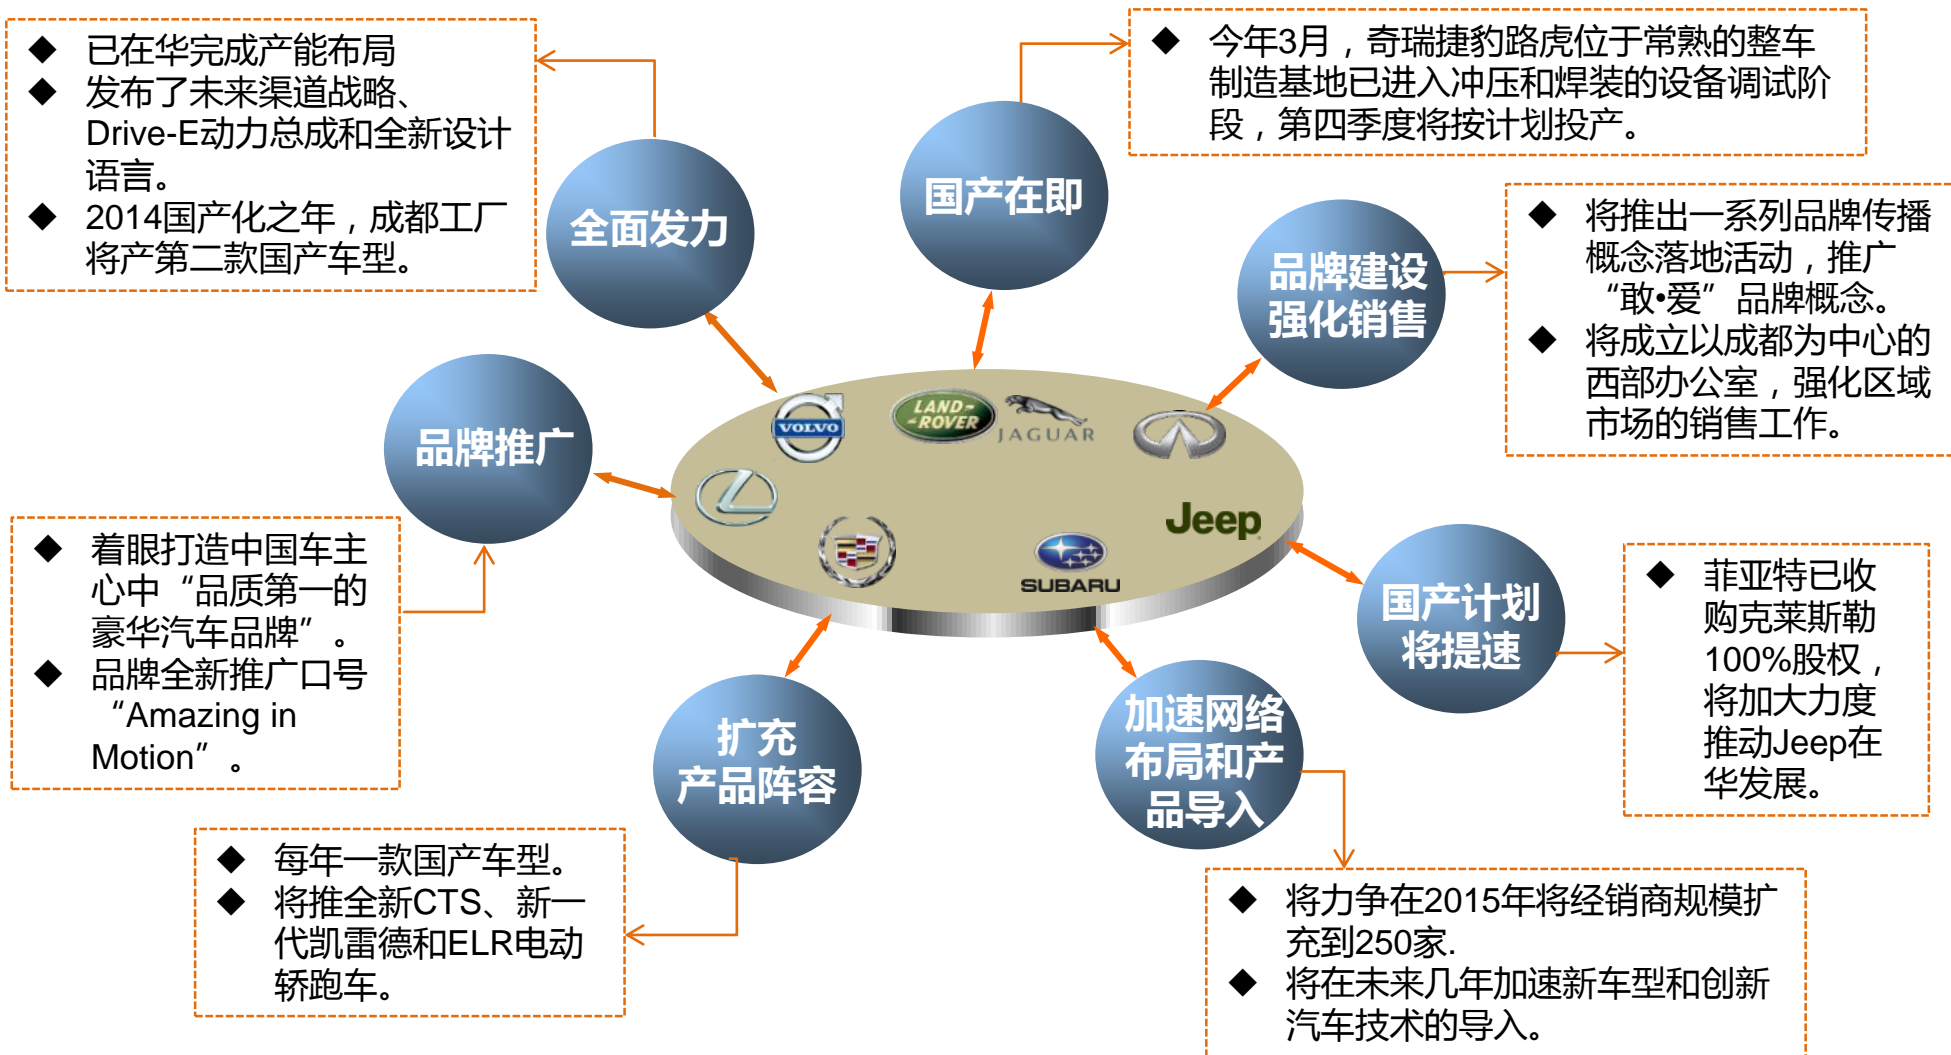 ◆ 已在华完成产能布局
◆ 发布了未来渠道战略、
Drive-E动力总成和全新设计
语言。
◆ 2014国产化之年，成都工厂
将产第二款国产车型。
全面发力
◆ 今年3月，奇瑞捷豹路虎位于常熟的整车
制造基地已进入冲压和焊装的设备调试阶
段，第四季度将按计划投产。
国产在即
◆ 将推出一系列品牌传播
概念落地活动，推广
“敢•爱”品牌概念。
◆ 将成立以成都为中心的
西部办公室，强化区域
市场的销售工作。
品牌建设
强化销售
品牌推广
◆ 着眼打造中国车主
心中“品质第一的
豪华汽车品牌”。
◆ 品牌全新推广口号
“Amazing in
Motion”。
VOLVO
LAND-
-ROVER
JAGUAR
Jeep
SUBARU
国产计划
将提速
◆ 菲亚特已收
购克莱斯勒
100%股权，
将加大力度
推动Jeep在
华发展。
扩充
产品阵容
◆ 每年一款国产车型。
◆ 将推全新CTS、新一
代凯雷德和ELR电动
轿跑车。
加速网络
布局和产
品导入
◆ 将力争在2015年将经销商规模扩
充到250家.
◆ 将在未来几年加速新车型和创新
汽车技术的导入。